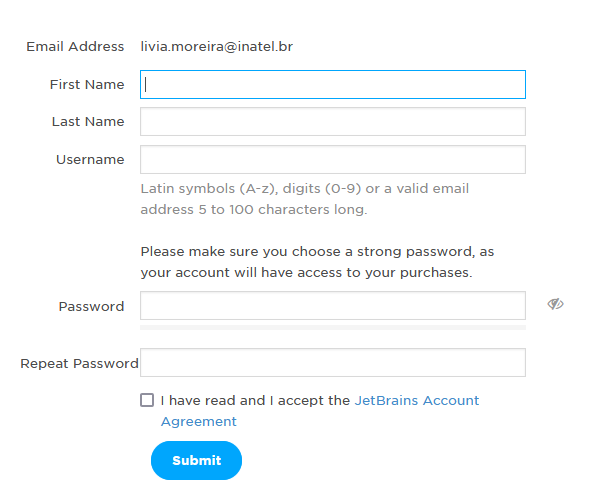 Email Address livia.moreira@inatel.br
First Name
Last Name
Username
Latin symbols (A-z), digits (0-9) or a valid email
address 5 to 100 characters long.
Please make sure you choose a strong password, as
your account will have access to your purchases.
Password
Repeat Password
I have read and I accept the JetBrains Account
Agreement
Submit